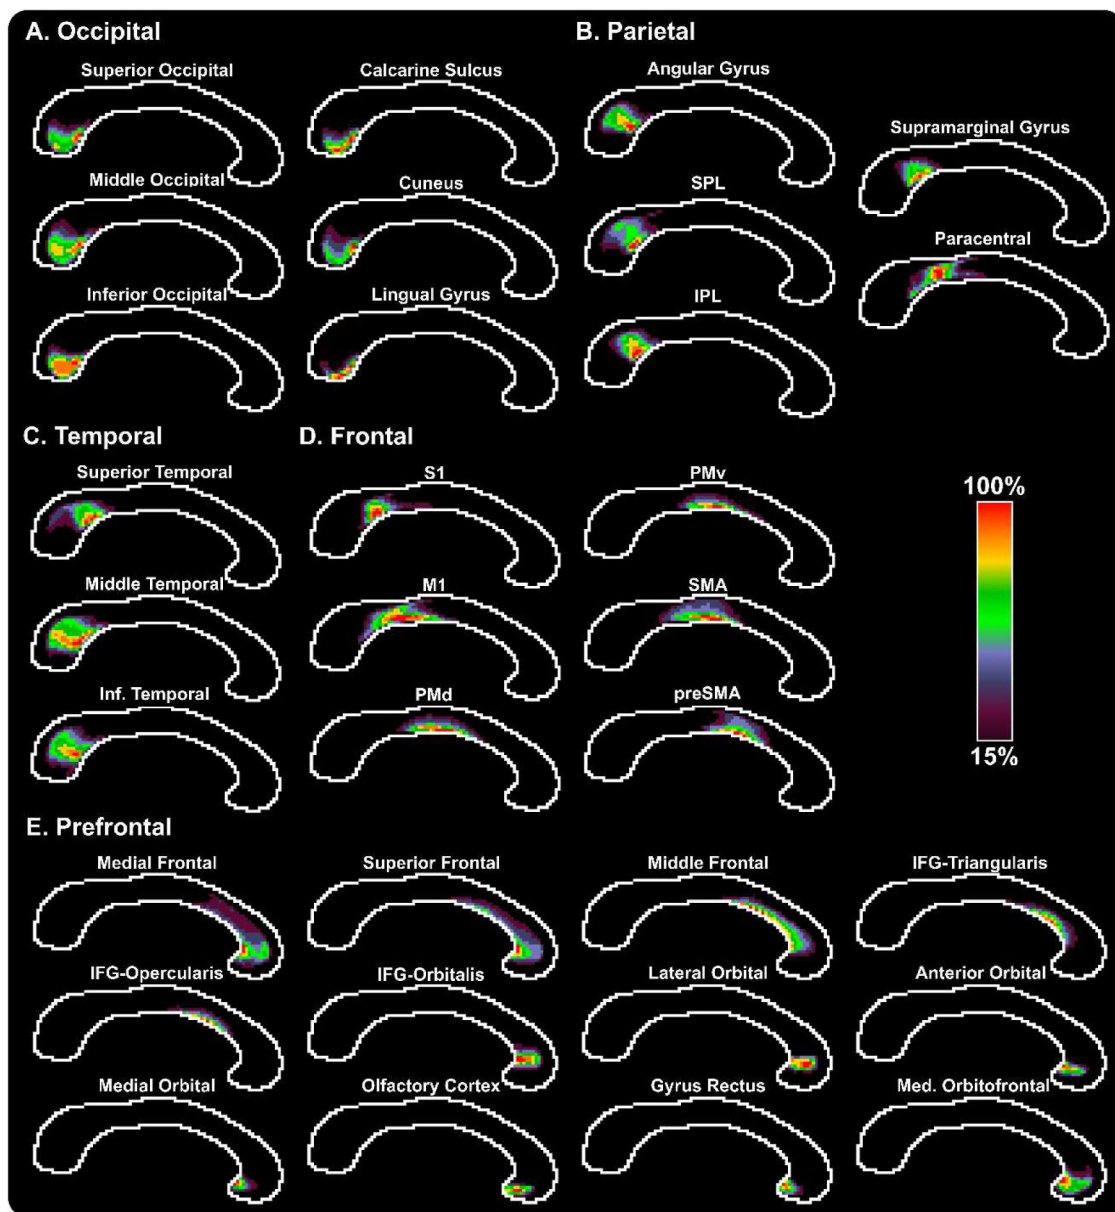 A. Occipital
Superior Occipital
Calcarine Sulcus
Middle Occipital
Cuneus
Inferior Occipital
Lingual Gyrus
B. Parietal
Angular Gyrus
Supramarginal Gyrus
SPL
Paracentral
IPL
C. Temporal
Superior Temporal
Middle Temporal
Inf. Temporal
D. Frontal
S1
PMv
M1
SMA
PMd
preSMA
100%
15%
E. Prefrontal
Medial Frontal
Superior Frontal
Middle Frontal
IFG-Triangularis
IFG-Opercularis
IFG-Orbitalis
Lateral Orbital
Anterior Orbital
Medial Orbital
Olfactory Cortex
Gyrus Rectus
Med. Orbitofrontal